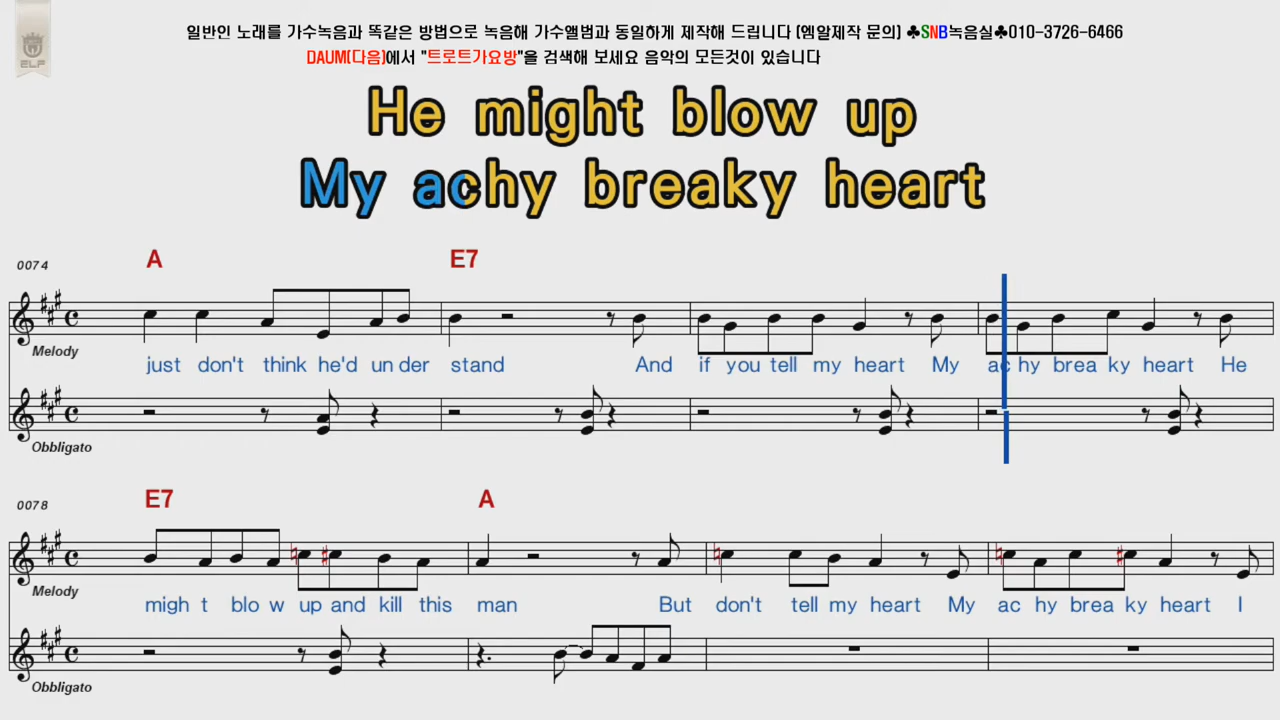 일반인 노래를 가수녹음과 똑같은 방법으로 녹음해 가수앨범과 동일하게 제작해 드립니다 (엠알제작 문의) ♣SNB녹음실♣010-3726-6466
ELF
DAUM(다음)에서 "트로트가요방"을 검색해 보세요 음악의 모든것이 있습니다
He might blow up
My achy breaky heart
0074 A E7
Melody
just don't think he'd un der stand And if you tell my heart My ac hy brea ky heart He
Obbligato
0078 E7 A
Melody
migh t blo w up and kill this man But don't tell my heart My ac hy brea ky heart I
Obbligato